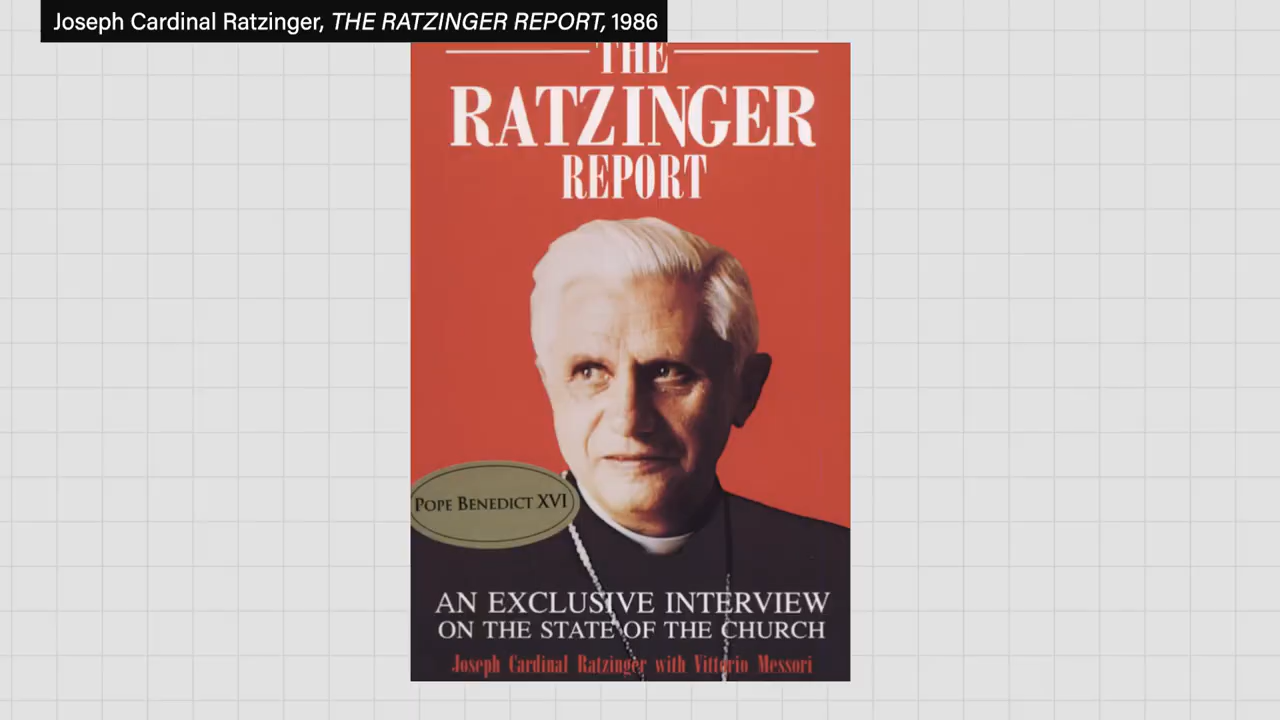 Joseph Cardinal Ratzinger, THE RATZINGER REPORT, 1986
THE
RATZINGER
REPORT
POPE BENEDICT XVI
AN EXCLUSIVE INTERVIEW
ON THE STATE OF THE CHURCH
Joseph Cardinal Ratzinger with Vittorio Messori